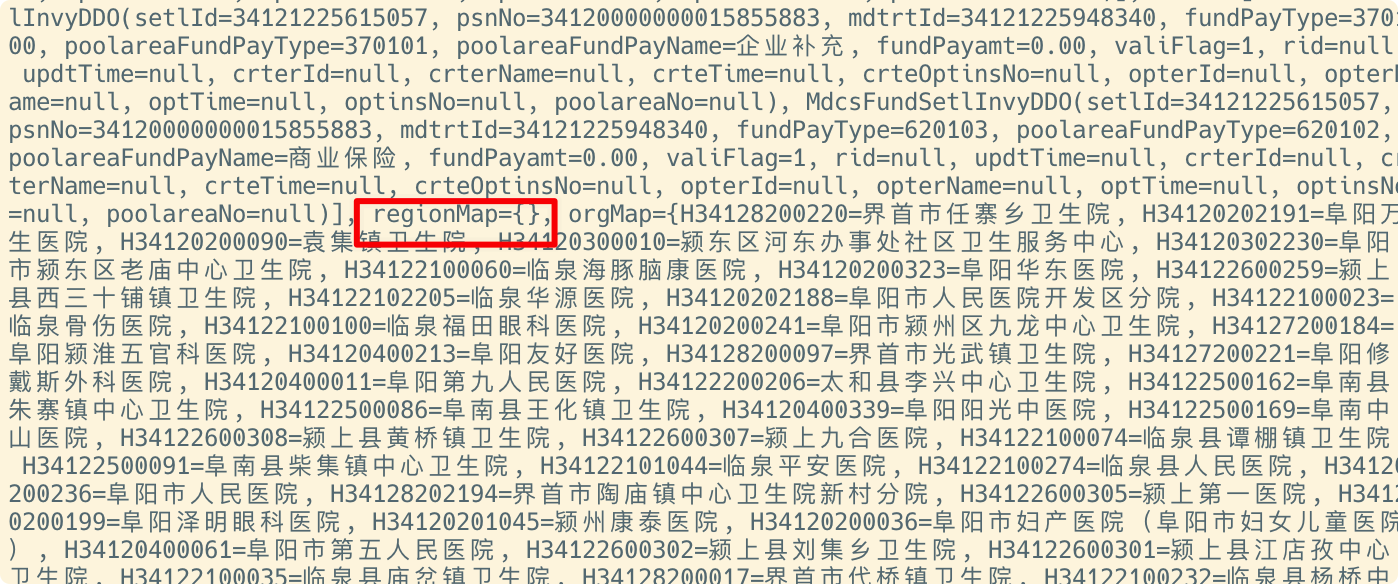 lInvyDDO(setlId=34121225615057, psnNo=34120000000015855883, mdtrtId=34121225948340, fundPayType=370
00, poolareaFundPayType=370101, poolareaFundPayName=企业补充, fundPayamt=0.00, valiFlag=1, rid=null
updtTime=null, crterId=null, crterName=null, crteTime=null, crteOptinsNo=null, opterId=null, opterN
ame=null, optTime=null, optinsNo=null, poolareaNo=null), MdcsFundSetlInvyDDO(setlId=34121225615057,
psnNo=34120000000015855883, mdtrtId=34121225948340, fundPayType=620103, poolareaFundPayType=620102,
poolareaFundPayName=商业保险, fundPayamt=0.00, valiFlag=1, rid=null, updtTime=null, crterId=null, cr
terName=null, crteTime=null, crteOptinsNo=null, opterId=null, opterName=null, optTime=null, optinsNo
=null, poolareaNo=null)], regionMap={}, orgMap={H34128200220=界首市任寨乡卫生院, H34120202191=阜阳万
生医院, H34120200090=袁集镇卫生院, H34120300010=颍东区河东办事处社区卫生服务中心, H34120302230=阜阳
市颍东区老庙中心卫生院, H34122100060=临泉海豚脑康医院, H34120200323=阜阳华东医院, H34122600259=颍上
县西三十铺镇卫生院, H34122102205=临泉华源医院, H34120202188=阜阳市人民医院开发区分院, H34122100023=
临泉骨伤医院, H34122100100=临泉福田眼科医院, H34120200241=阜阳市颍州区九龙中心卫生院, H34127200184=
阜阳颍淮五官科医院, H34120400213=阜阳友好医院, H34128200097=界首市光武镇卫生院, H34127200221=阜阳修
戴斯外科医院, H34120400011=阜阳第九人民医院, H34122200206=太和县李兴中心卫生院, H34122500162=阜南县
朱寨镇中心卫生院, H34122500086=阜南县王化镇卫生院, H34120400339=阜阳阳光中医院, H34122500169=阜南中
山医院, H34122600308=颍上县黄桥镇卫生院, H34122600307=颍上九合医院, H34122100074=临泉县谭棚镇卫生院
H34122500091=阜南县柴集镇中心卫生院, H34122101044=临泉平安医院, H34122100274=临泉县人民医院, H34120
200236=阜阳市人民医院, H34128202194=界首市陶庙镇中心卫生院新村分院, H34122600305=颍上第一医院, H3412
0200199=阜阳泽明眼科医院, H34120201045=颍州康泰医院, H34120200036=阜阳市妇产医院(阜阳市妇女儿童医院
), H34120400061=阜阳市第五人民医院, H34122600302=颍上县刘集乡卫生院, H34122600301=颍上县江店孜中心
卫生院, H34122100035=临泉县庙岔镇卫生院, H34128200017=界首市代桥镇卫生院, H34122100232=临泉县杨桥中